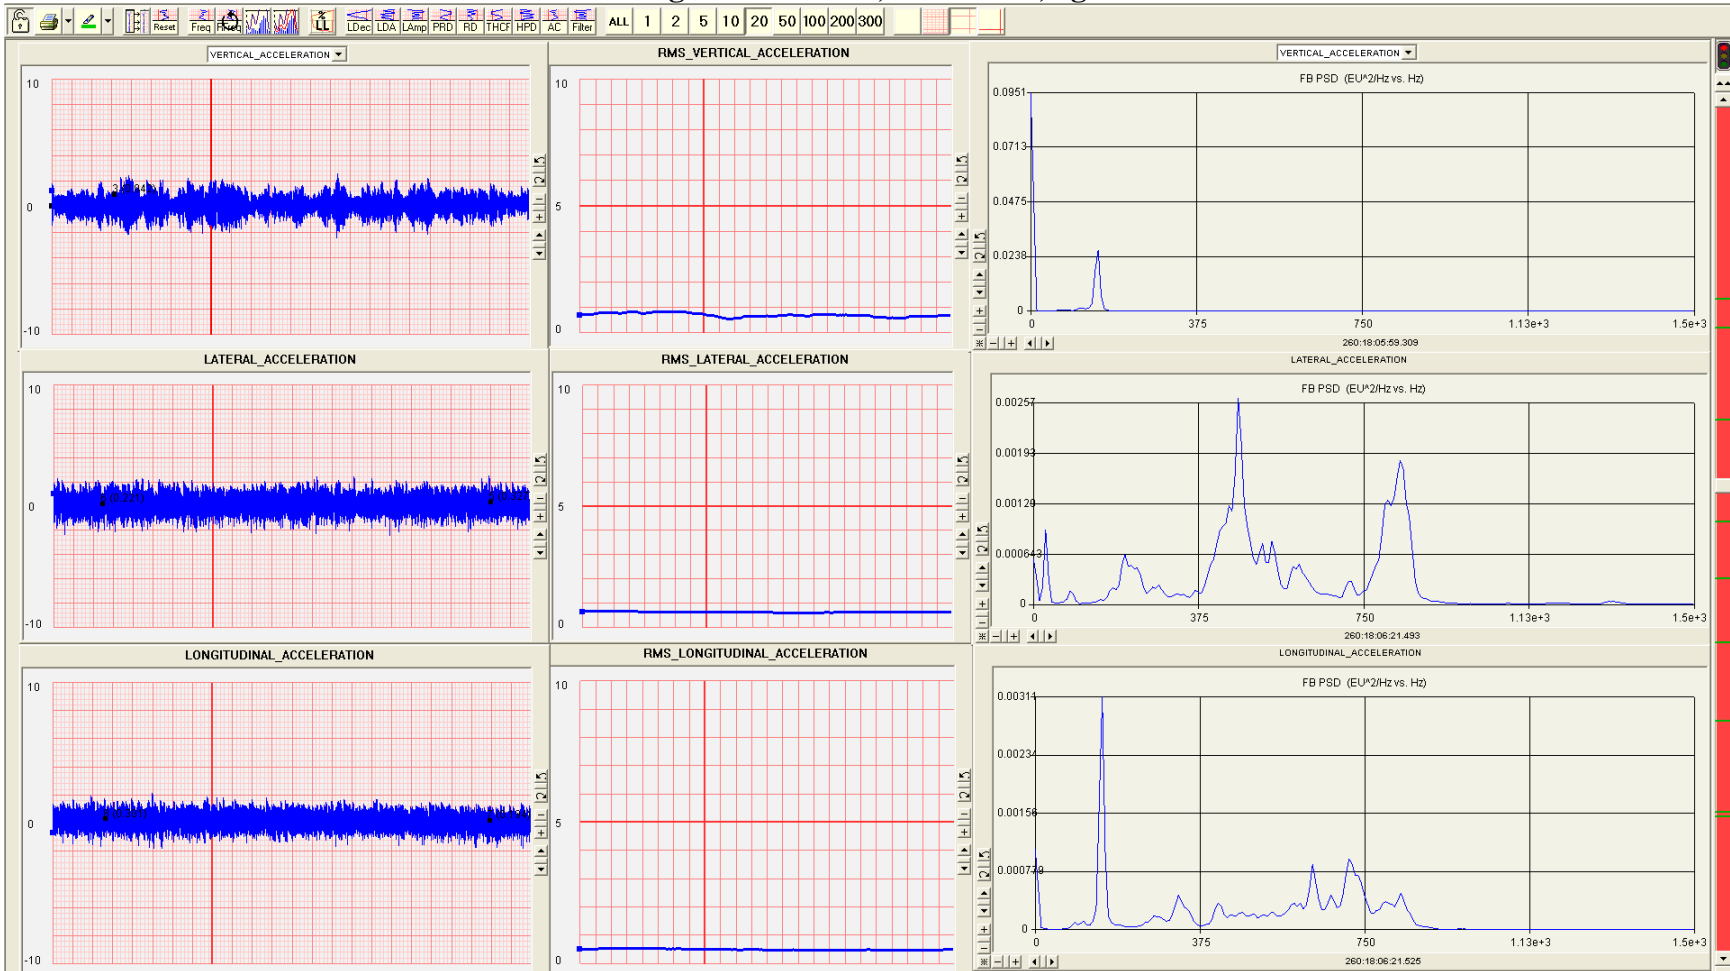 Reset Freq LL LDec LDA LAmp PRD RD THCF HPD AC Filter ALL 1 2 5 10 20 50 100 200 300
VERTICAL_ACCELERATION
10
0
-10
RMS_VERTICAL_ACCELERATION
10
5
0
VERTICAL_ACCELERATION
FB PSD (EU^2/Hz vs. Hz)
0.0951
0.0713
0.0475
0.0238
0
0 375 750 1.13e+3 1.5e+3
260:18:05:59.309
LATERAL_ACCELERATION
10
0
-10
(0.221)
RMS_LATERAL_ACCELERATION
10
5
0
LATERAL_ACCELERATION
FB PSD (EU^2/Hz vs. Hz)
0.00257
0.00193
0.00129
0.000643
0
0 375 750 1.13e+3 1.5e+3
260:18:06:21.493
LONGITUDINAL_ACCELERATION
10
0
-10
RMS_LONGITUDINAL_ACCELERATION
10
5
0
LONGITUDINAL_ACCELERATION
FB PSD (EU^2/Hz vs. Hz)
0.00314
0.00234
0.00156
0.000779
0
0 375 750 1.13e+3 1.5e+3
260:18:06:21.525